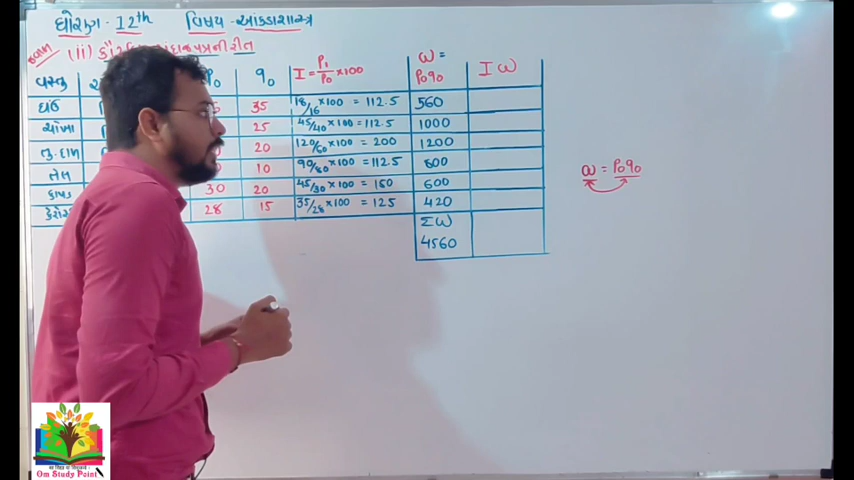 ધોરણ - 12th વિષય - આંકડાશાસ્ત્ર
(ii) રીત
વસ્તુ P₀ q₀ I = P₁/P₀ ×100 ω = P₀q₀ I ω
ઘઉં 35 18/16 ×100 = 112.5 560
ચોખા 25 45/40 ×100 = 112.5 1000
તુ. દાળ 20 120/60 ×100 = 200 1200
તેલ 10 90/80 ×100 = 112.5 800
કાપડ 30 20 45/30 ×100 = 150 600
28 15 35/28 ×100 = 125 420
Σω
4560
ω = P₀q₀
Om Study Point